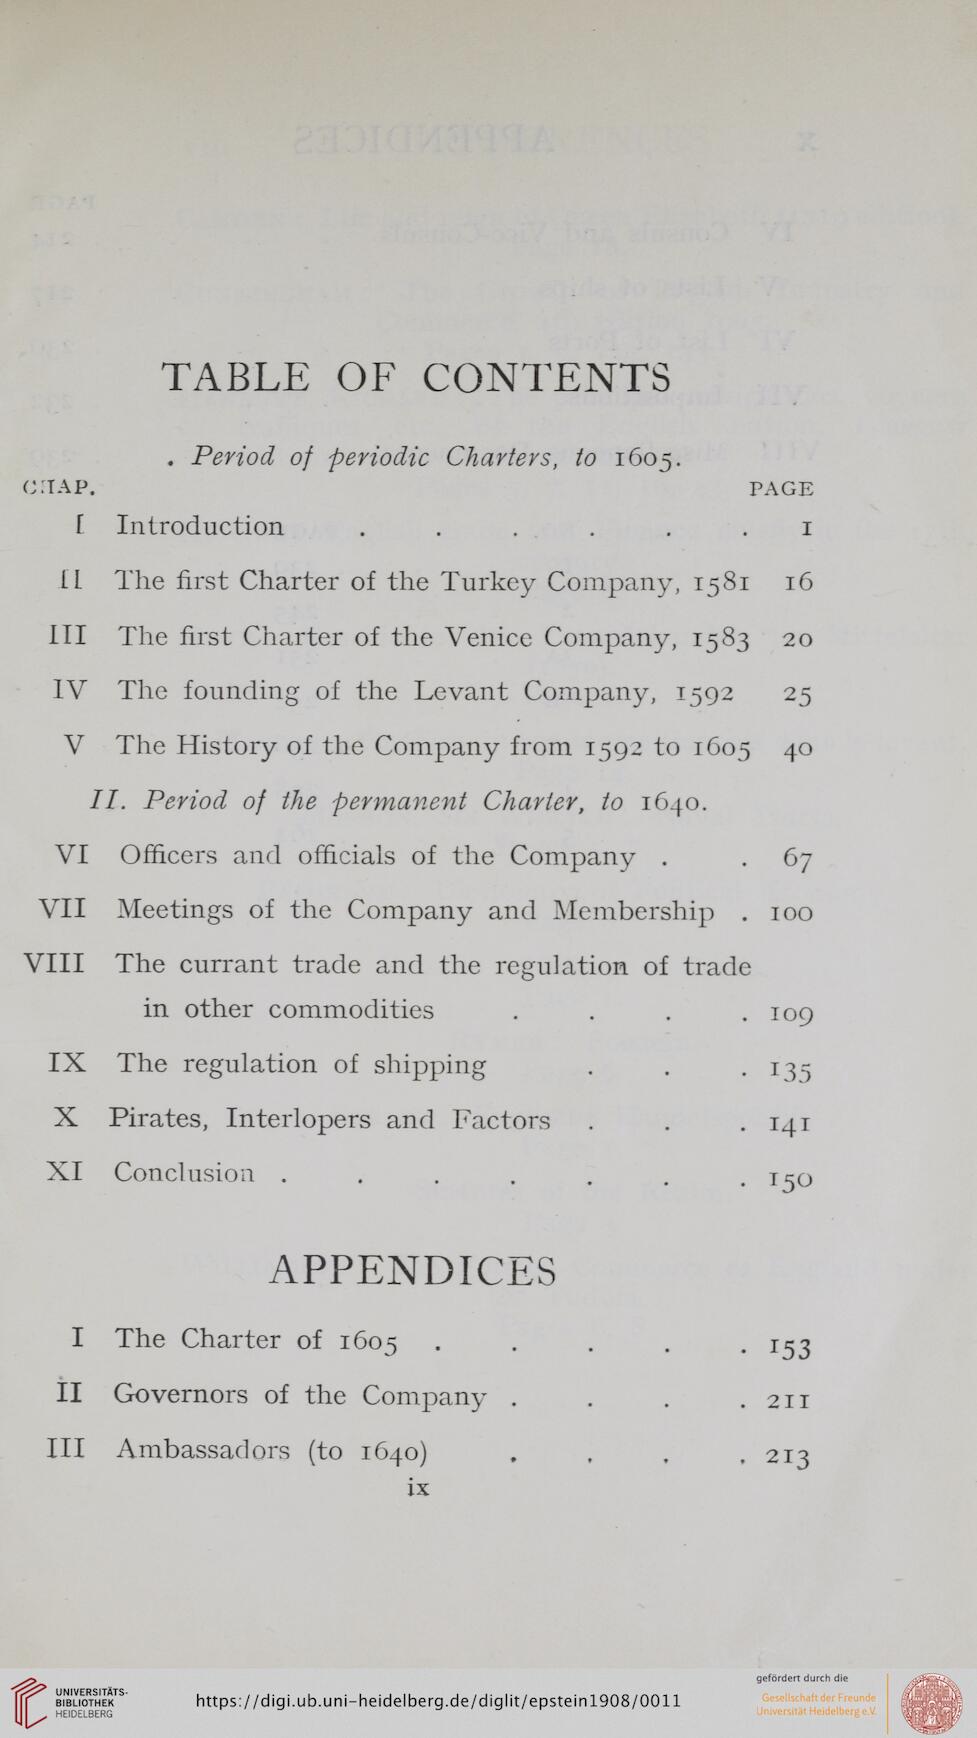 TABLE OF CONTENTS
. Period of periodic Charters, to 1605.
CHAP. PAGE
I Introduction . . . . . . 1
II The first Charter of the Turkey Company, 1581 16
III The first Charter of the Venice Company, 1583 20
IV The founding of the Levant Company, 1592 25
V The History of the Company from 1592 to 1605 40
II. Period of the permanent Charter, to 1640.
VI Officers and officials of the Company . . 67
VII Meetings of the Company and Membership . 100
VIII The currant trade and the regulation of trade
in other commodities . . . . 109
IX The regulation of shipping . . . 135
X Pirates, Interlopers and Factors . . . 141
XI Conclusion . . . . . . . 150
APPENDICES
I The Charter of 1605 . . . . . 153
II Governors of the Company . . . . 211
III Ambassadors (to 1640) . . . . 213
ix
UNIVERSITÄTS-
BIBLIOTHEK
HEIDELBERG
https://digi.ub.uni-heidelberg.de/diglit/epstein1908/0011
gefördert durch die
Gesellschaft der Freunde
Universität Heidelberg e.V.